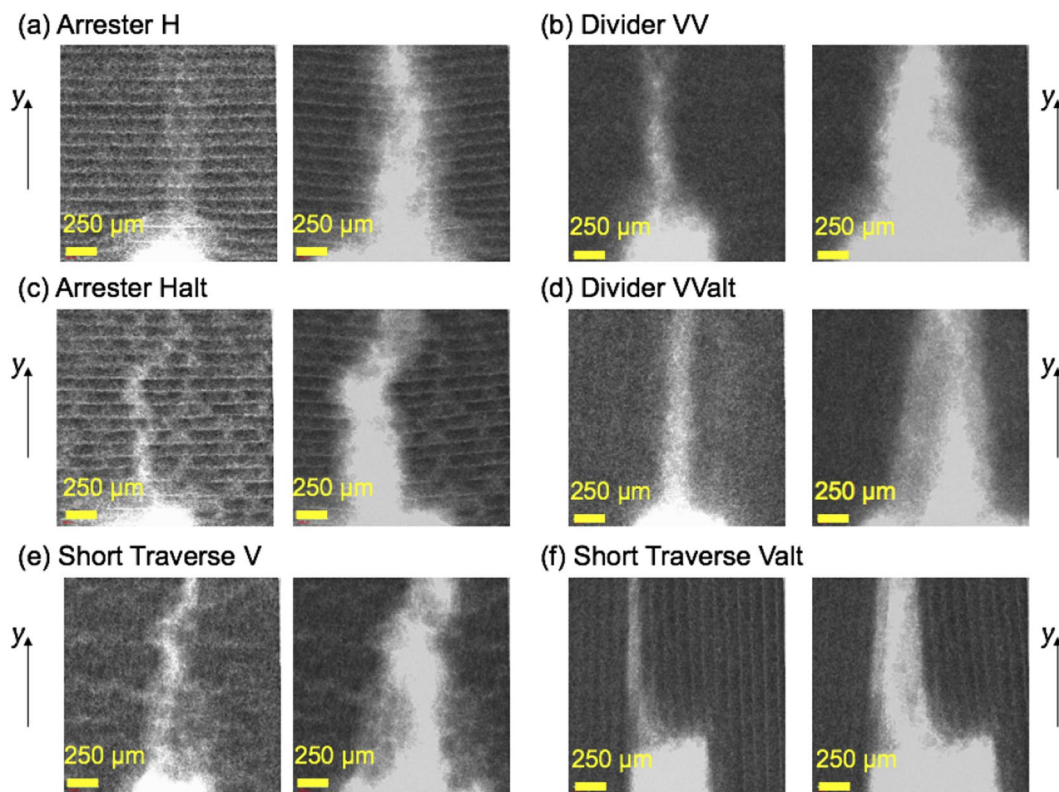 (a) Arrester H
(b) Divider VV
y
250 µm
250 µm
250 µm
250 µm
y
(c) Arrester Halt
(d) Divider VValt
y
250 µm
250 µm
250 µm
250 µm
y
(e) Short Traverse V
(f) Short Traverse Valt
y
250 µm
250 µm
250 µm
250 µm
y